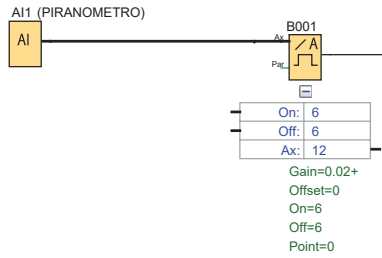 AI1 (PIRANOMETRO)
AI
B001
Ax
/A
Par
On: 6
Off: 6
Ax: 12
Gain=0.02+
Offset=0
On=6
Off=6
Point=0